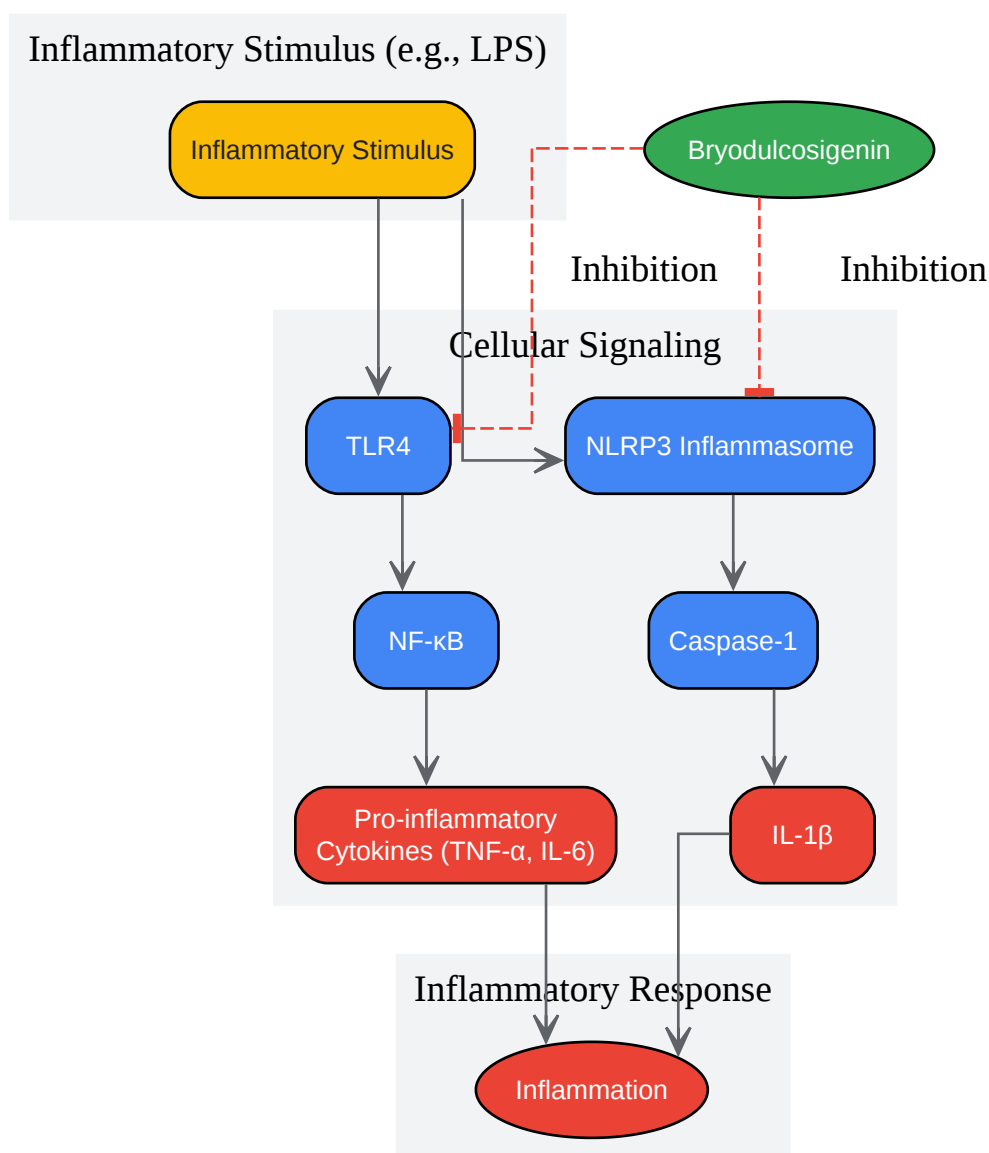 Inflammatory Stimulus (e.g., LPS)
Inflammatory Stimulus
Bryodulcosigenin
Inhibition
Inhibition
Cellular Signaling
TLR4
NLRP3 Inflammasome
NF-κB
Caspase-1
Pro-inflammatory
Cytokines (TNF-α, IL-6)
IL-1β
Inflammatory Response
Inflammation